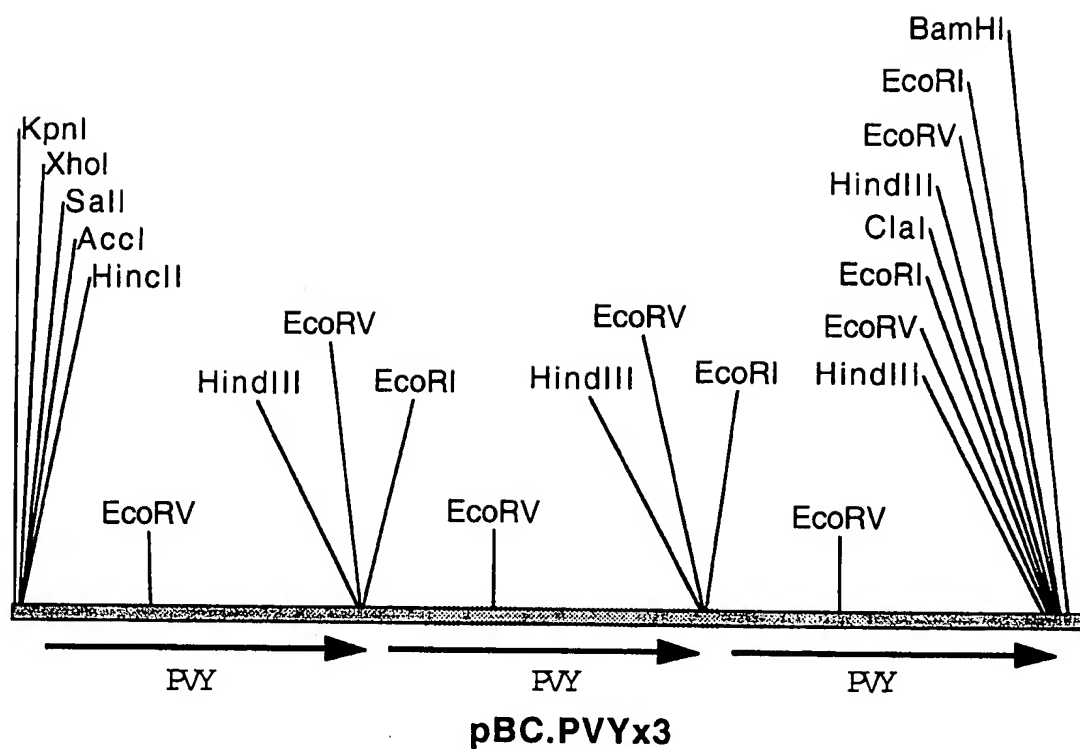 BamHI
EcoRI
KpnI
EcoRV
XhoI
HindIII
SalI
ClaI
AccI
EcoRI
HincII
EcoRV
EcoRV
EcoRV
HindIII
EcoRI
HindIII
EcoRI
HindIII
EcoRV
EcoRV
EcoRV
PVY
PVY
PVY
pBC.PVYx3